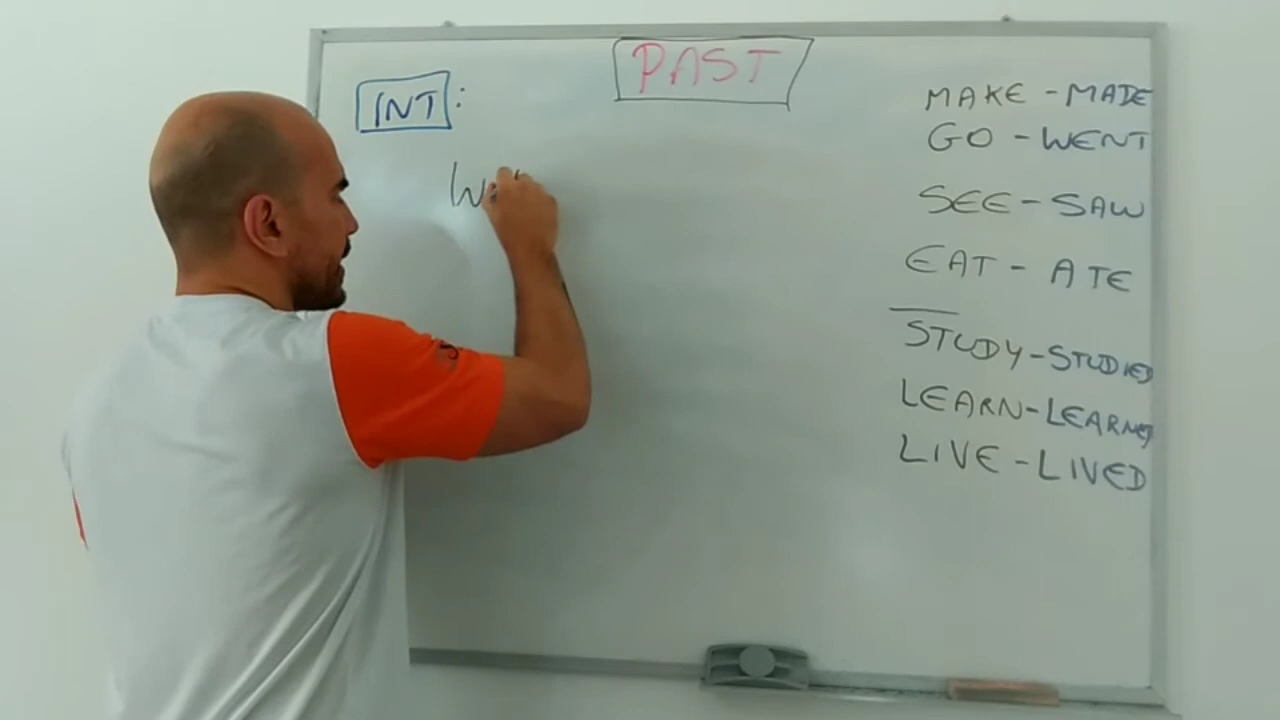 PAST
INT:
MAKE - MADE
GO - WENT
SEE - SAW
EAT - ATE
STUDY - STUDIED
LEARN - LEARNED
LIVE - LIVED